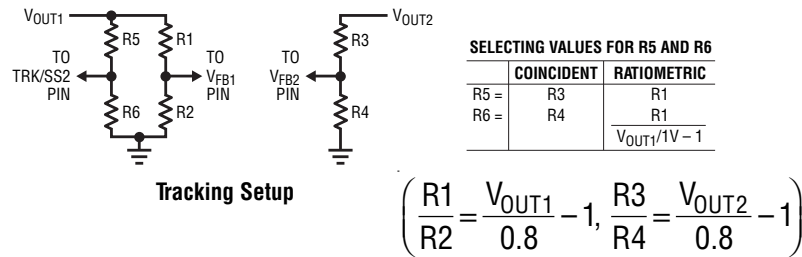 VOUT1
R5
R1
TO
TRK/SS2
PIN
TO
VFB1
PIN
R6
R2
VOUT2
R3
TO
VFB2
PIN
R4
Tracking Setup
SELECTING VALUES FOR R5 AND R6
COINCIDENT RATIOMETRIC
R5 = R3 R1
R6 = R4 R1
VOUT1/1V – 1
(R1/R2 = VOUT1/0.8 – 1, R3/R4 = VOUT2/0.8 – 1)